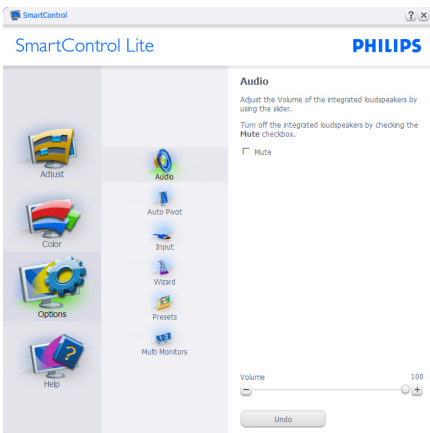 SmartControl
SmartControl Lite
PHILIPS
Adjust
Color
Options
Help
Audio
Auto Pivot
Input
Wizard
Presets
Multi Monitors
Audio
Adjust the Volume of the integrated loudspeakers by
using the slider.
Turn off the integrated loudspeakers by checking the
Mute checkbox.
Mute
Volume 100
Undo